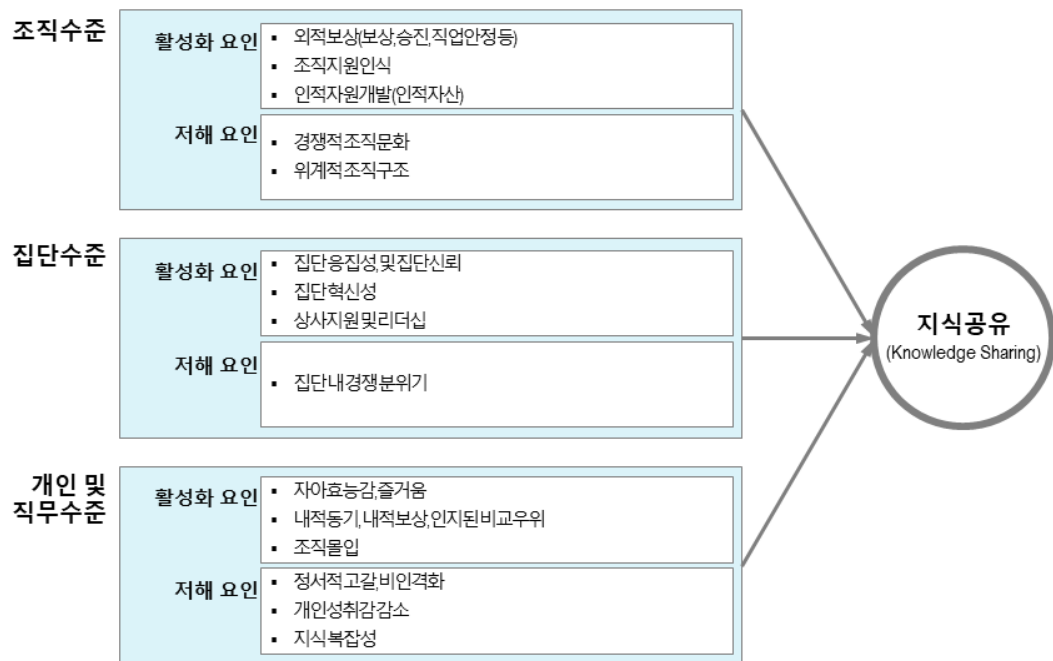 조직수준
활성화 요인
▪ 외적보상(보상,승진,직업안정등)
▪ 조직지원인식
▪ 인적자원개발(인적자산)
저해 요인
▪ 경쟁적조직문화
▪ 위계적조직구조
집단수준
활성화 요인
▪ 집단응집성,및집단신뢰
▪ 집단혁신성
▪ 상사지원및리더십
저해 요인
▪ 집단내경쟁분위기
개인 및
직무수준
활성화 요인
▪ 자아효능감,즐거움
▪ 내적동기,내적보상,인지된비교우위
▪ 조직몰입
저해 요인
▪ 정서적고갈,비인격화
▪ 개인성취감감소
▪ 지식복잡성
지식공유
(Knowledge Sharing)